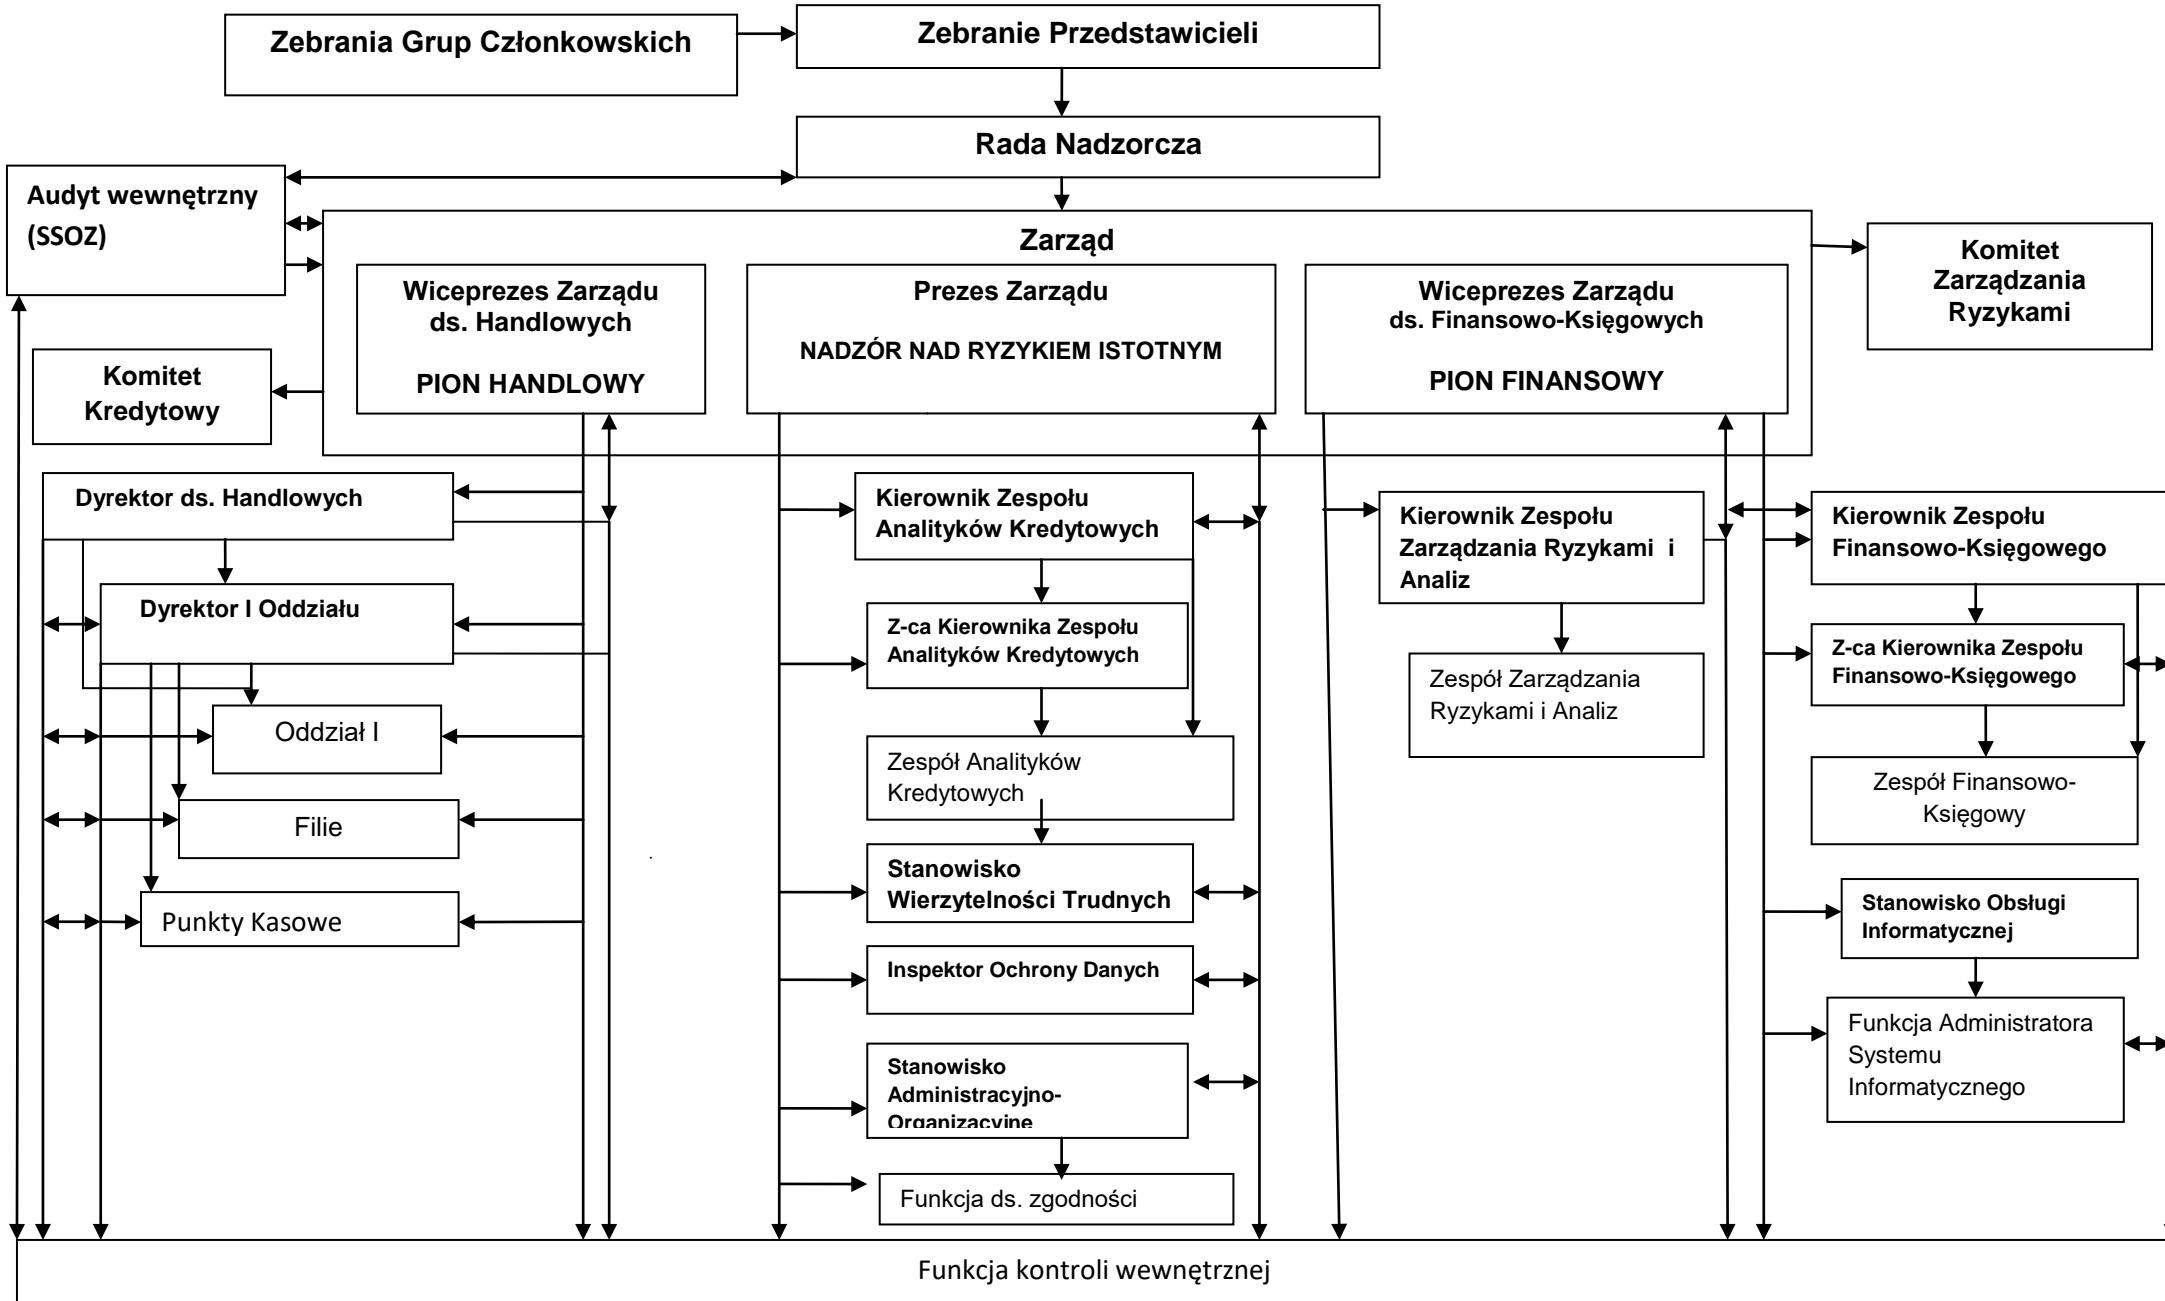 Zebrania Grup Członkowskich
Zebranie Przedstawicieli
Rada Nadzorcza
Audyt wewnętrzny
(SSOZ)
Zarząd
Wiceprezes Zarządu
ds. Handlowych
PION HANDLOWY
Prezes Zarządu
NADZÓR NAD RYZYKIEM ISTOTNYM
Wiceprezes Zarządu
ds. Finansowo-Księgowych
PION FINANSOWY
Komitet
Zarządzania
Ryzykami
Komitet
Kredytowy
Dyrektor ds. Handlowych
Dyrektor I Oddziału
Oddział I
Filie
Punkty Kasowe
Kierownik Zespołu
Analityków Kredytowych
Z-ca Kierownika Zespołu
Analityków Kredytowych
Zespół Analityków
Kredytowych
Stanowisko
Wierzytelności Trudnych
Inspektor Ochrony Danych
Stanowisko
Administracyjno-
Organizacyjne
Funkcja ds. zgodności
Kierownik Zespołu
Zarządzania Ryzykami i
Analiz
Zespół Zarządzania
Ryzykami i Analiz
Kierownik Zespołu
Finansowo-Księgowego
Z-ca Kierownika Zespołu
Finansowo-Księgowego
Zespół Finansowo-
Księgowy
Stanowisko Obsługi
Informatycznej
Funkcja Administratora
Systemu
Informatycznego
Funkcja kontroli wewnętrznej